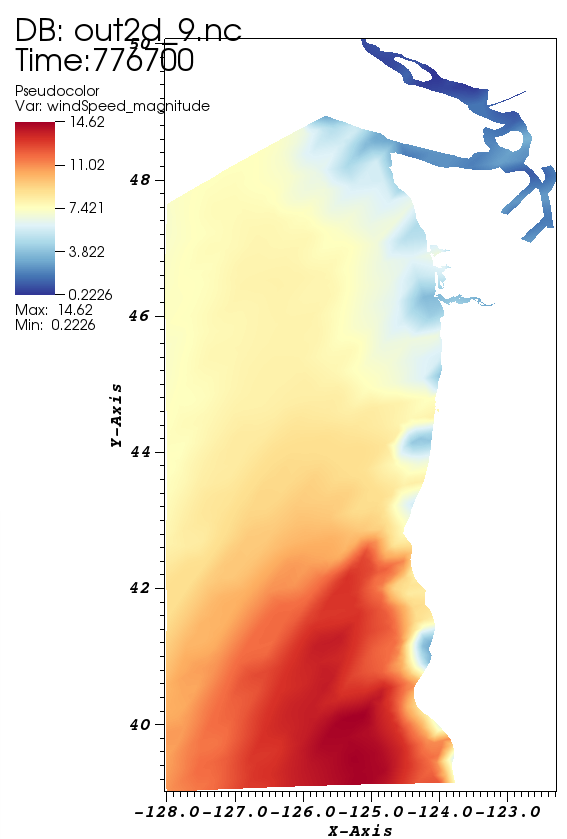 DB: out2d_9.nc
Time:776700
Pseudocolor
Var: windSpeed_magnitude
14.62
11.02
7.421
3.822
0.2226
Max: 14.62
Min: 0.2226
50
48
46
44
42
40
Y-Axis
-128.0 -127.0 -126.0 -125.0 -124.0 -123.0
X-Axis